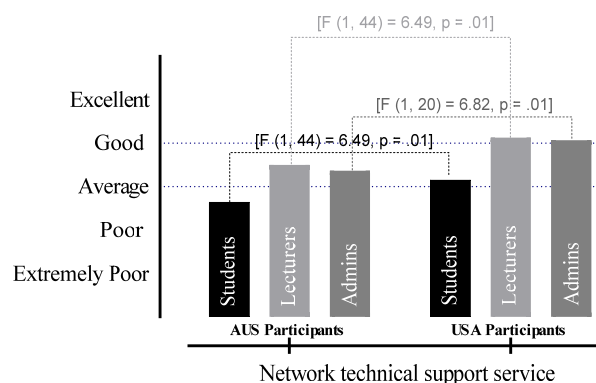 [F (1, 44) = 6.49, p = .01]
Excellent
[F (1, 20) = 6.82, p = .01]
Good
[F (1, 44) = 6.49, p = .01]
Average
Poor
Extremely Poor
Students
Lecturers
Admins
Students
Lecturers
Admins
AUS Participants
USA Participants
Network technical support service